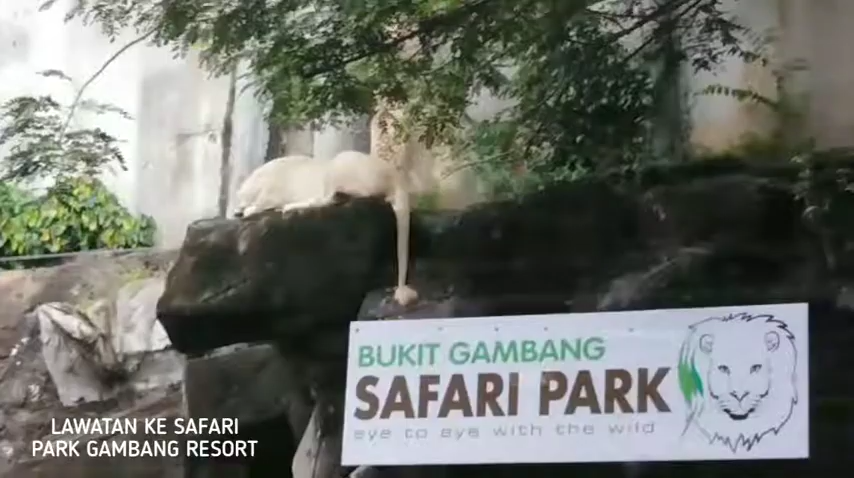 BUKIT GAMBANG
SAFARI PARK
eye to eye with the wild
LAWATAN KE SAFARI
PARK GAMBANG RESORT